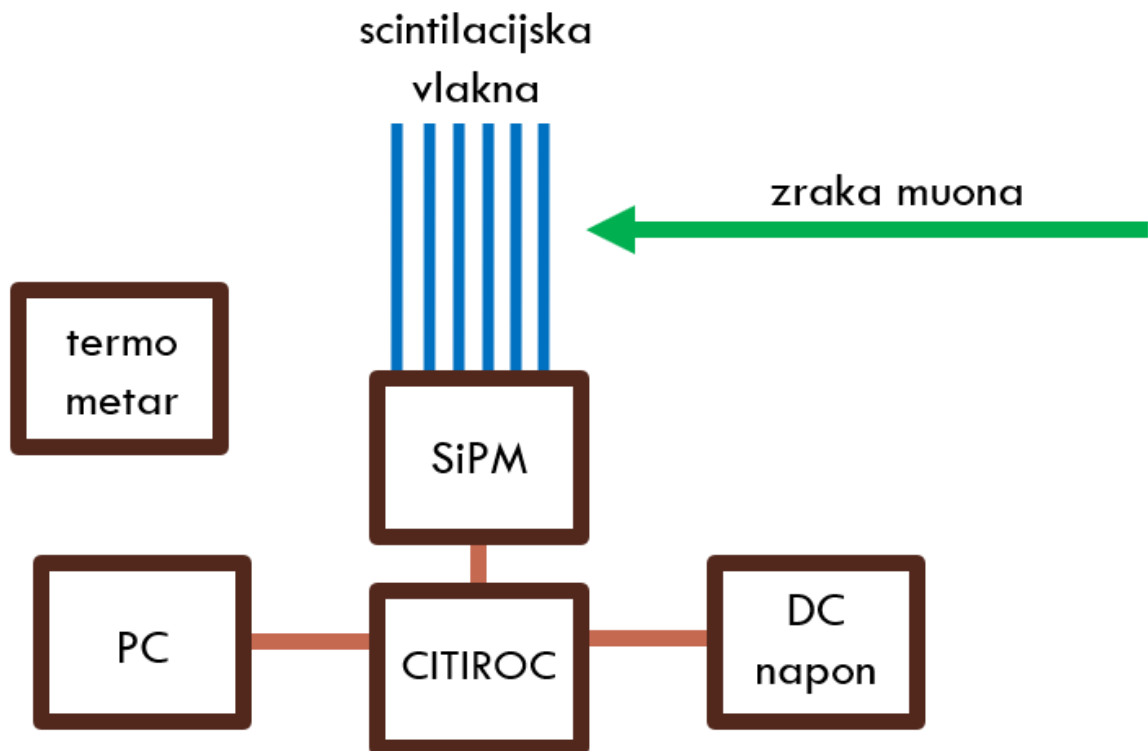 scintilacijska
vlakna
zraka muona
termo
metar
SiPM
PC
CITIROC
DC
napon